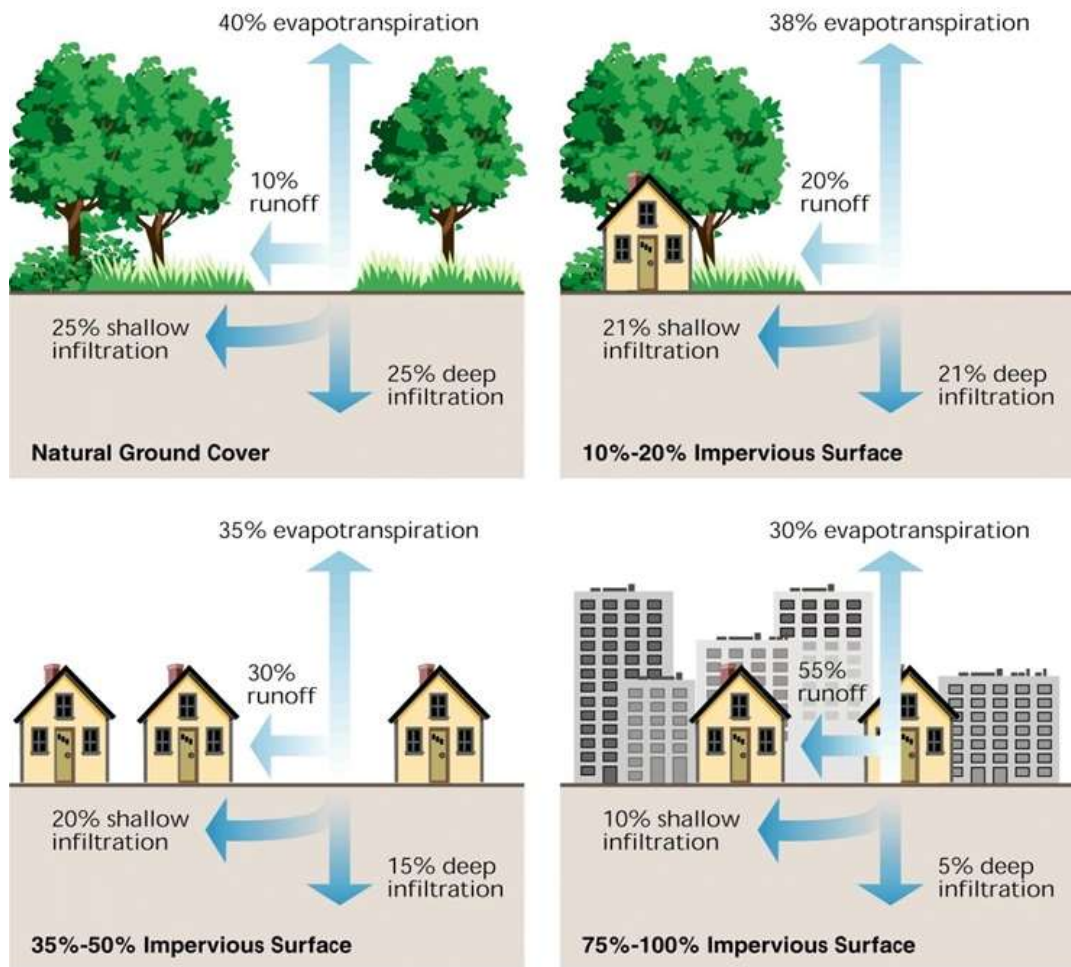 40% evapotranspiration
10%
runoff
25% shallow
infiltration
25% deep
infiltration
Natural Ground Cover
38% evapotranspiration
20%
runoff
21% shallow
infiltration
21% deep
infiltration
10%-20% Impervious Surface
35% evapotranspiration
30%
runoff
20% shallow
infiltration
15% deep
infiltration
35%-50% Impervious Surface
30% evapotranspiration
55%
runoff
10% shallow
infiltration
5% deep
infiltration
75%-100% Impervious Surface